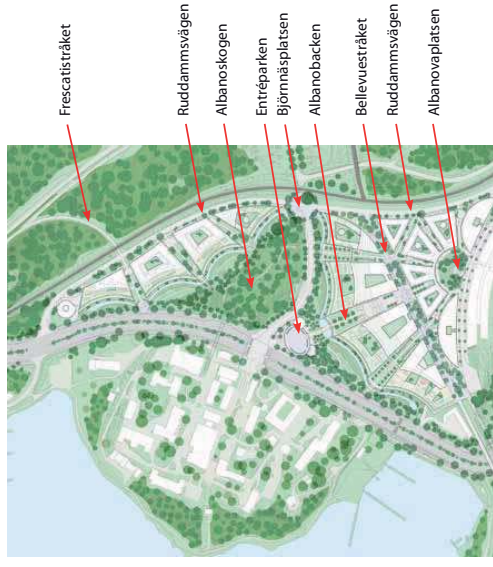 Frescatistråket
Ruddammsvägen
Albanoskogen
Entréparken
Björnnäsplatsen
Albanobacken
Bellevuestråket
Ruddammsvägen
Albanovaplatsen